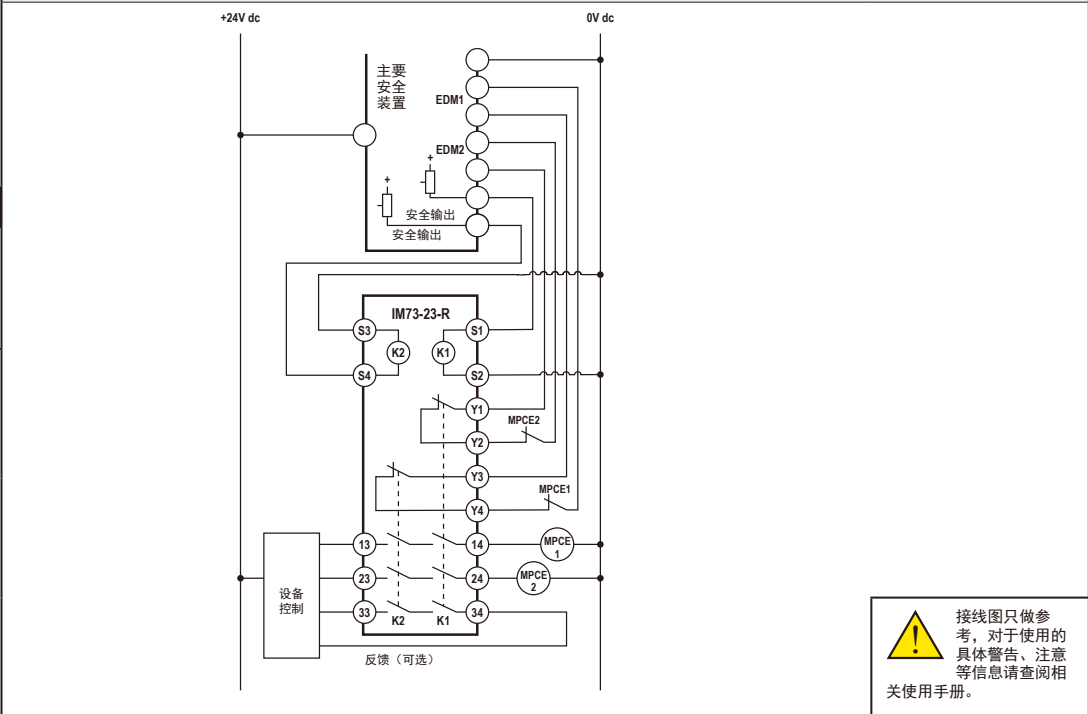 +24V dc
0V dc
主要
安全
装置
EDM1
EDM2
+
+
安全输出
安全输出
IM73-23-R
S3
K2
K1
S1
S4
S2
Y1
MPCE2
Y2
Y3
MPCE1
Y4
13
14
MPCE
1
23
24
MPCE
2
设备
控制
33
K2
K1
34
反馈（可选）
!
接线图只做参
考，对于使用的
具体警告、注意
等信息请查阅相
关使用手册。